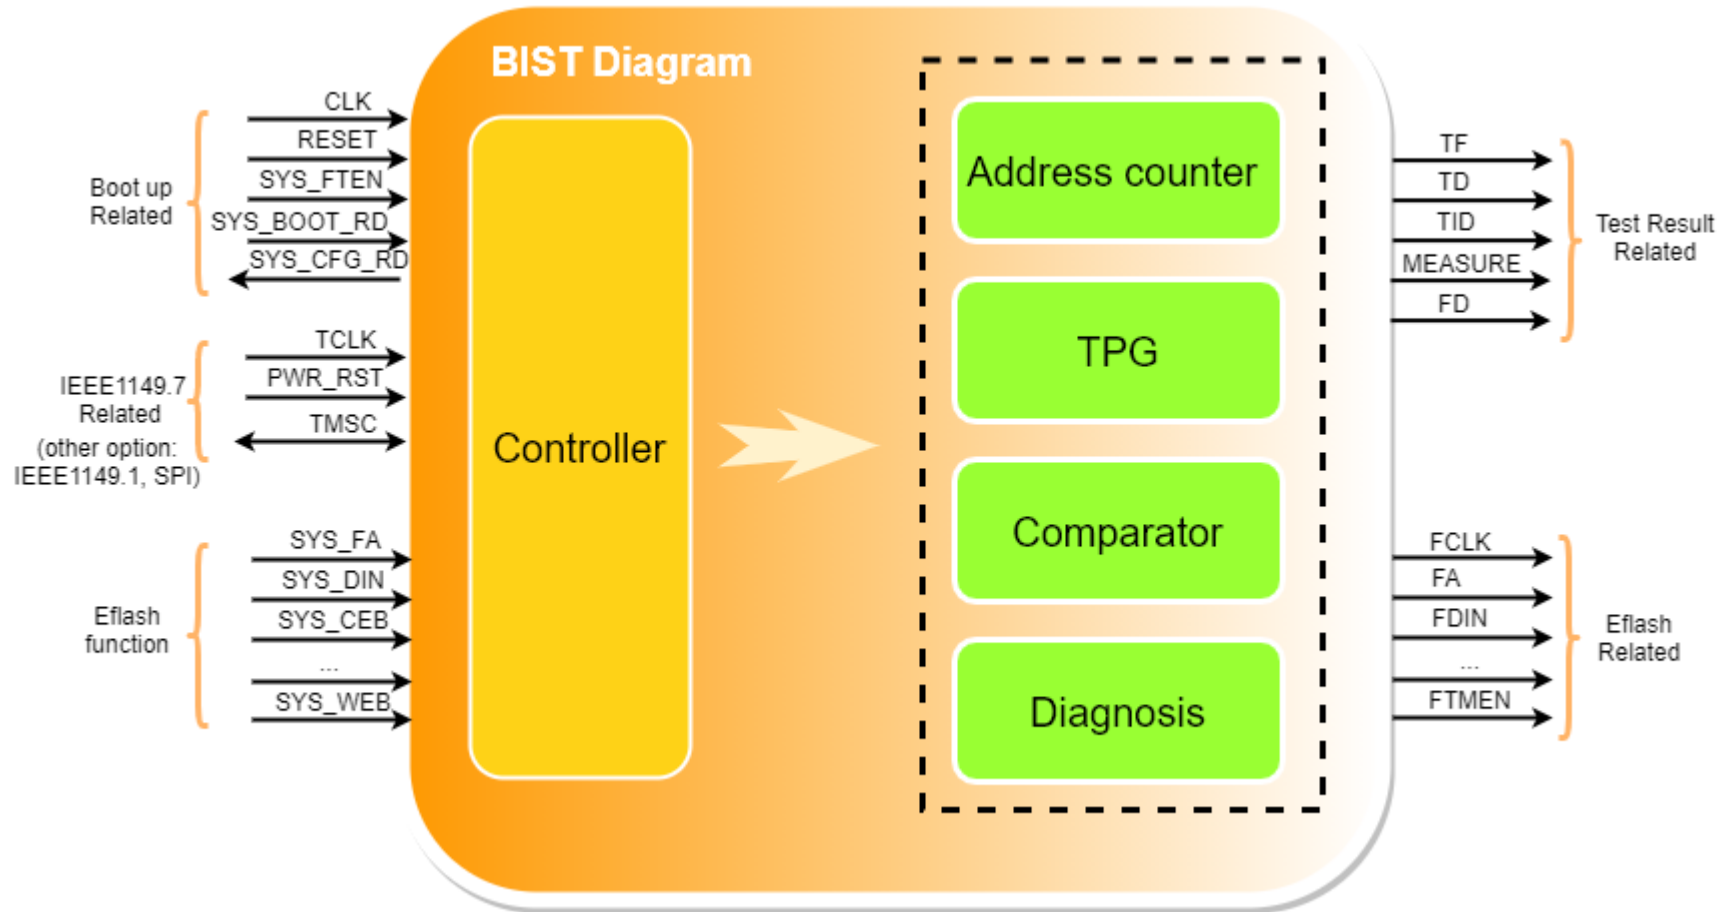 BIST Diagram
CLK
RESET
SYS_FTEN
SYS_BOOT_RD
SYS_CFG_RD
Boot up
Related
TCLK
PWR_RST
TMSC
IEEE1149.7
Related
(other option:
IEEE1149.1, SPI)
SYS_FA
SYS_DIN
SYS_CEB
...
SYS_WEB
Eflash
function
Controller
Address counter
TPG
Comparator
Diagnosis
TF
TD
TID
MEASURE
FD
Test Result
Related
FCLK
FA
FDIN
...
FTMEN
Eflash
Related